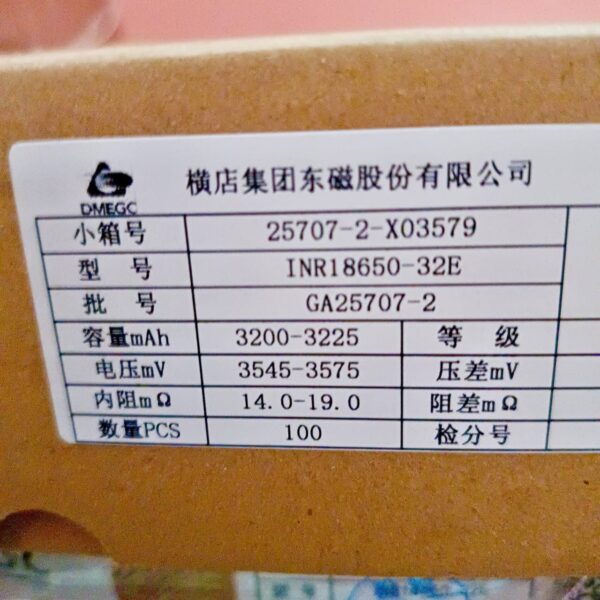 横店集团东磁股份有限公司
DMEGC
小箱号 25707-2-X03579
型 号 INR18650-32E
批 号 GA25707-2
容量mAh 3200-3225 等 级
电压mV 3545-3575 压差mV
内阻mΩ 14.0-19.0 阻差mΩ
数量PCS 100 检分号